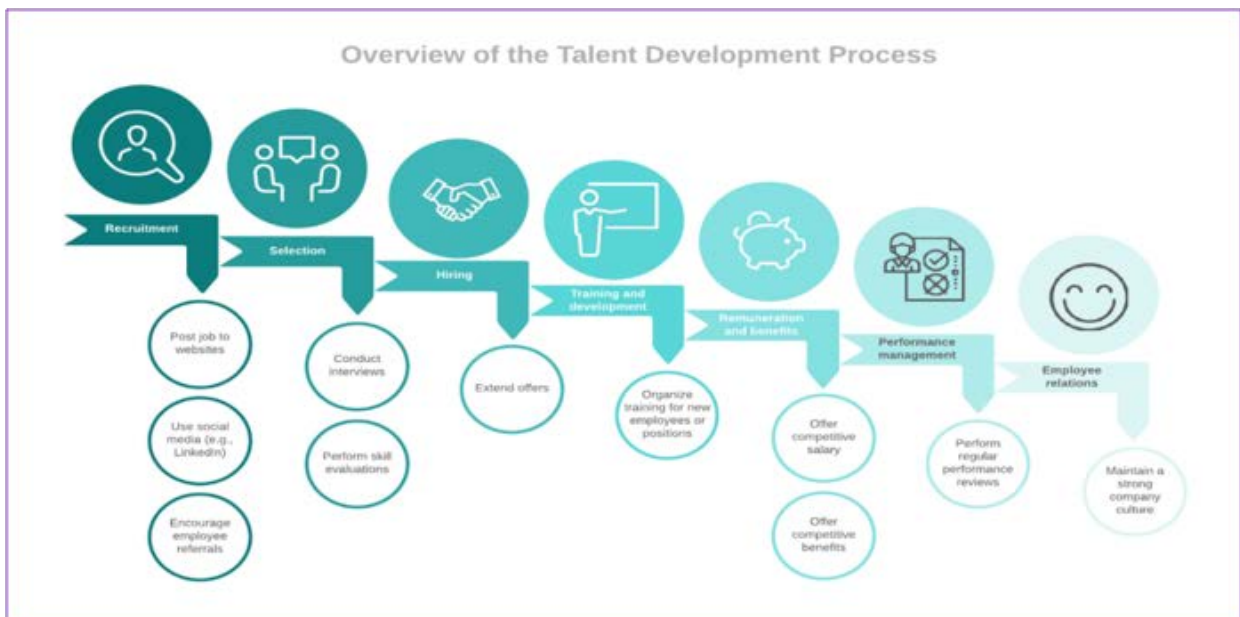 Overview of the Talent Development Process
Recruitment
Post job to
websites
Use social
media (e.g.,
LinkedIn)
Encourage
employee
referrals
Selection
Conduct
interviews
Perform skill
evaluations
Hiring
Extend offers
Training and
development
Organize
training for new
employees or
positions
Remuneration
and benefits
Offer
competitive
salary
Offer
competitive
benefits
Performance
management
Perform
regular
performance
reviews
Employee
relations
Maintain a
strong
company
culture